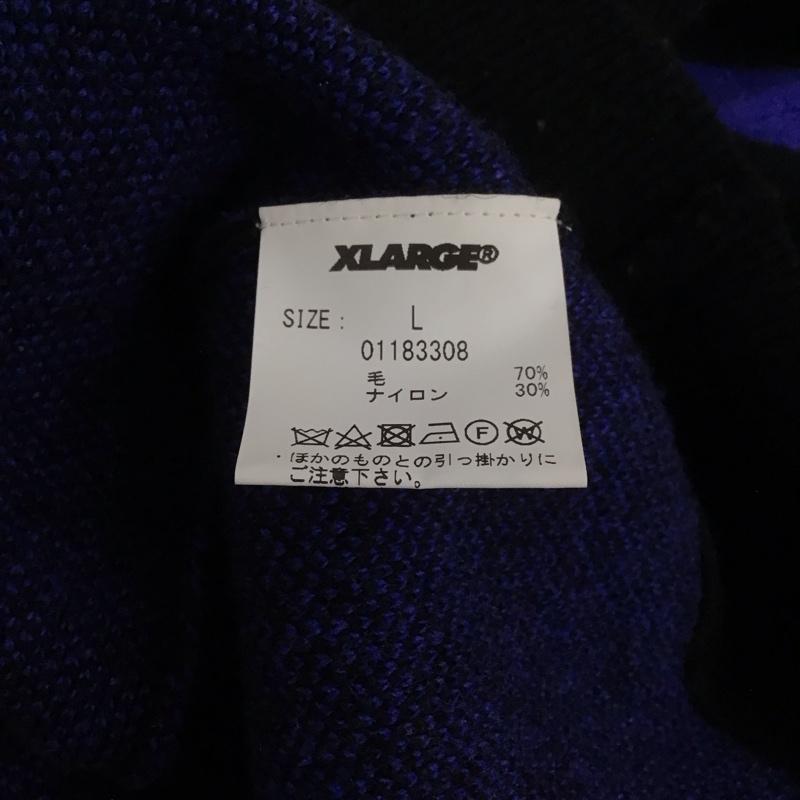 XLARGE®
SIZE: L
01183308
毛 70%
ナイロン 30%
F W
・ほかのものとの引っ掛かりに
ご注意下さい。